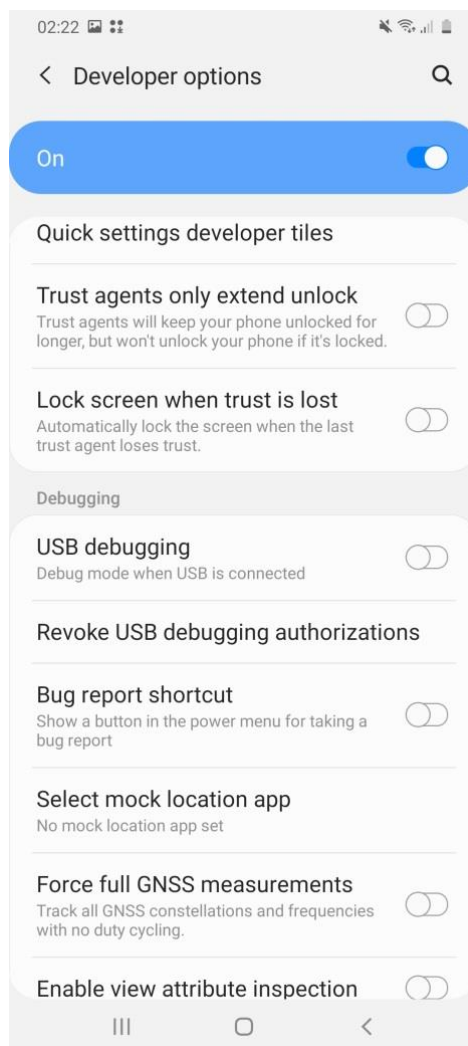 02:22
Developer options
On
Quick settings developer tiles
Trust agents only extend unlock
Trust agents will keep your phone unlocked for
longer, but won't unlock your phone if it's locked.
Lock screen when trust is lost
Automatically lock the screen when the last
trust agent loses trust.
Debugging
USB debugging
Debug mode when USB is connected
Revoke USB debugging authorizations
Bug report shortcut
Show a button in the power menu for taking a
bug report
Select mock location app
No mock location app set
Force full GNSS measurements
Track all GNSS constellations and frequencies
with no duty cycling.
Enable view attribute inspection